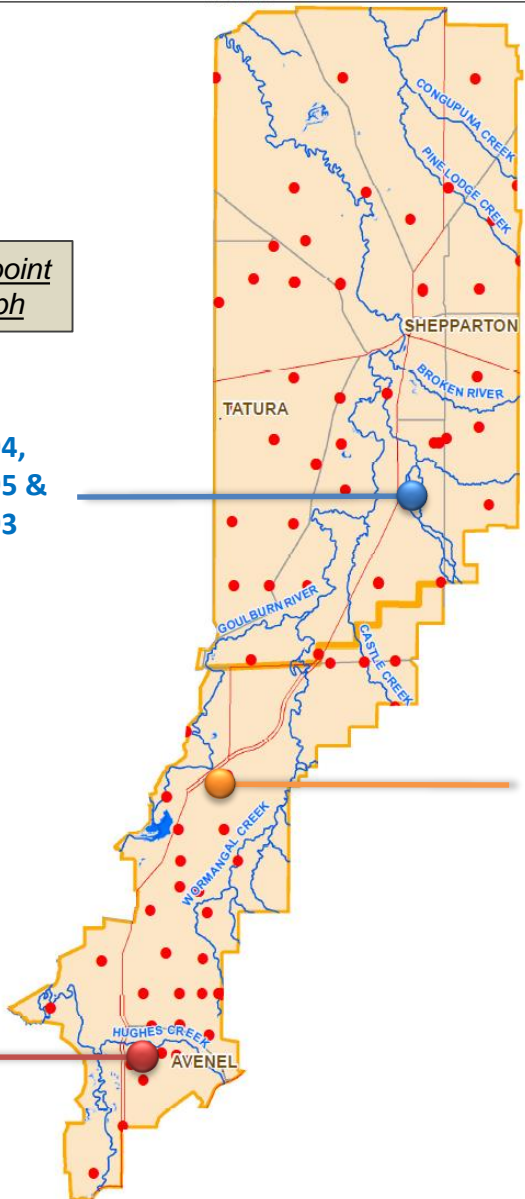 CONGUPUNA CREEK
PINE LODGE CREEK
point
ph
SHEPPARTON
BROKEN RIVER
TATURA
4,
5 &
3
GOULBURN RIVER
CASTLE CREEK
WORMANGAL CREEK
HUGHES CREEK
AVENEL